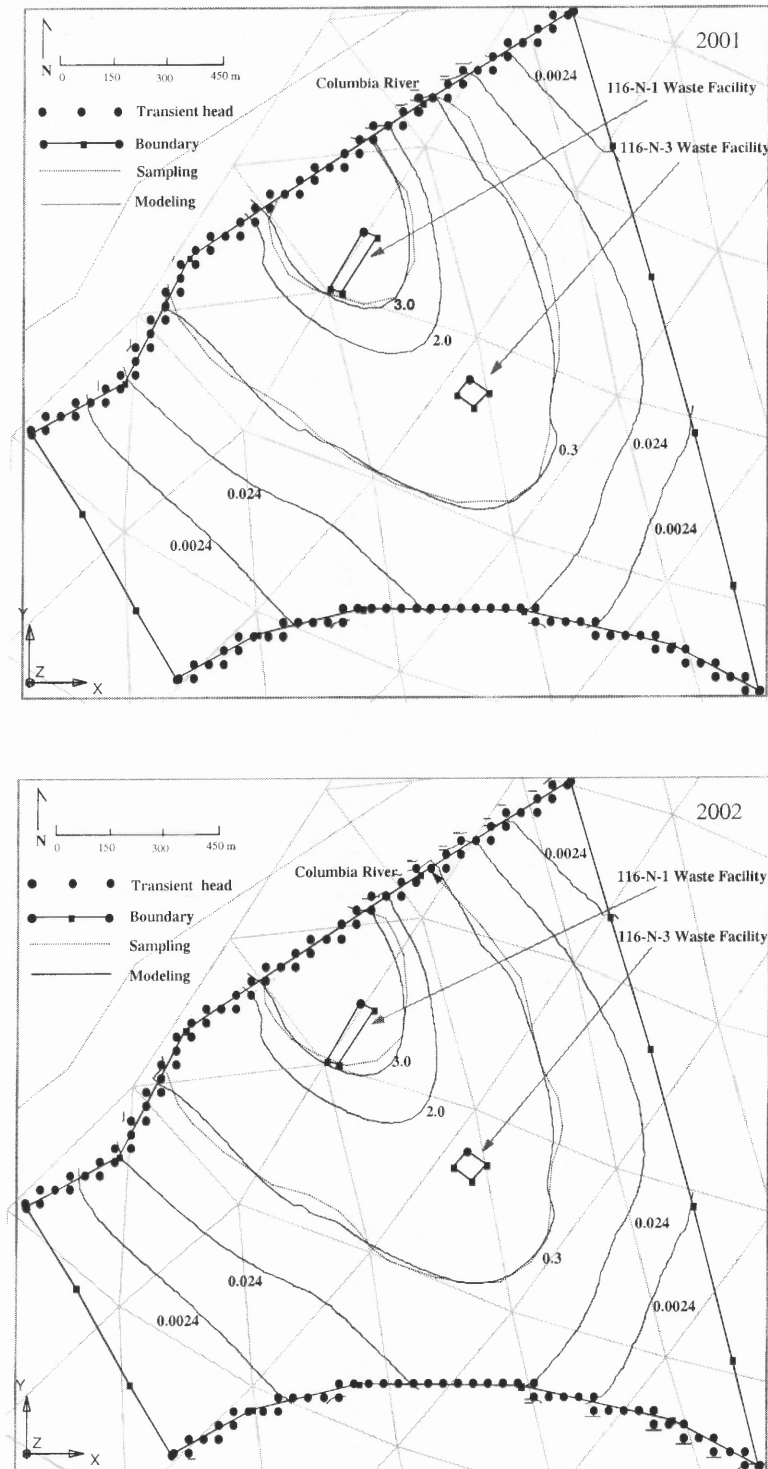 2001
N
0 150 300 450 m
Columbia River
116-N-1 Waste Facility
Transient head
Boundary
116-N-3 Waste Facility
Sampling
Modeling
0.0024
3.0
2.0
0.3
0.024
0.024
0.0024
0.0024
Y
Z
X
2002
N
0 150 300 450 m
0.0024
Columbia River
116-N-1 Waste Facility
Transient head
Boundary
116-N-3 Waste Facility
Sampling
Modeling
3.0
2.0
0.024
0.3
0.024
0.0024
0.0024
Y
Z
X